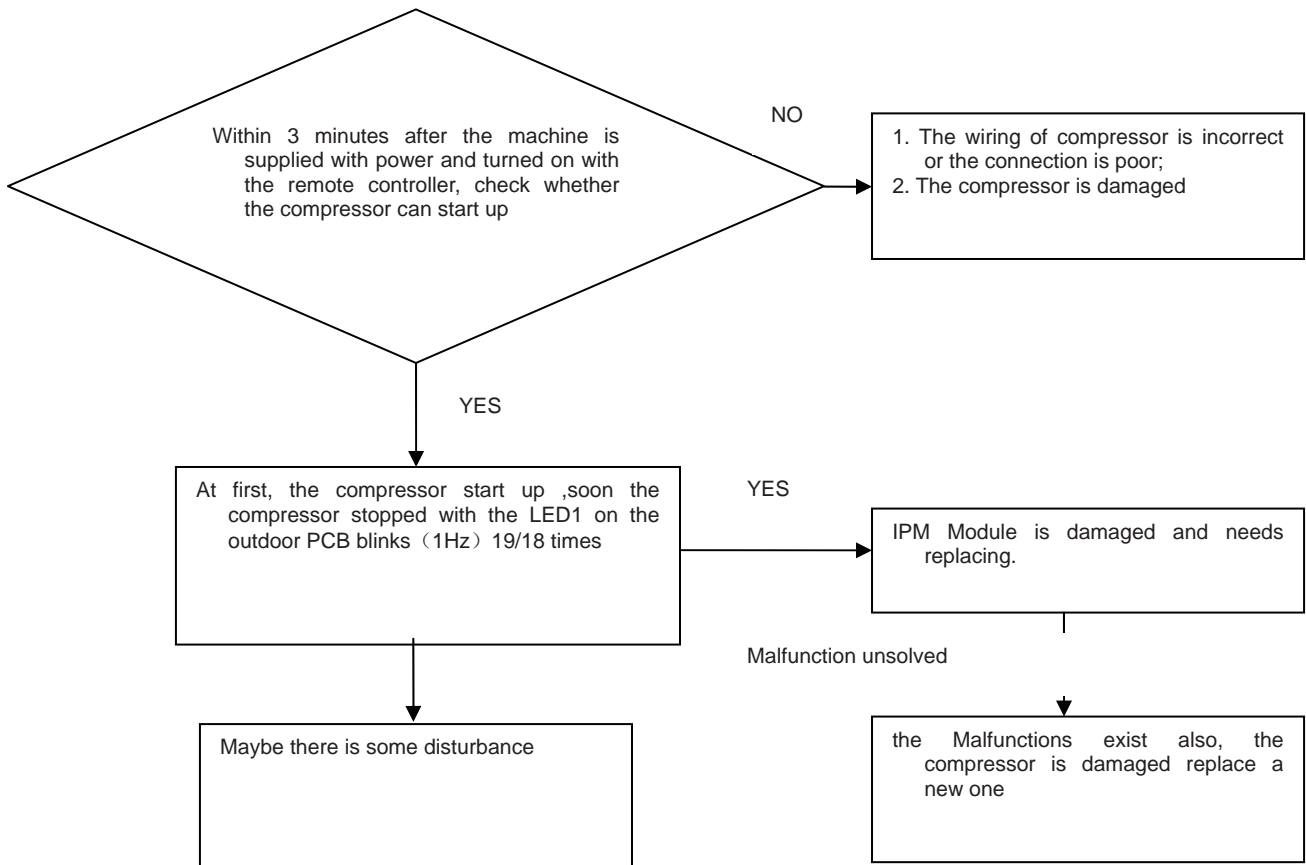 Within 3 minutes after the machine is
supplied with power and turned on with
the remote controller, check whether
the compressor can start up
NO
1. The wiring of compressor is incorrect
or the connection is poor;
2. The compressor is damaged
YES
At first, the compressor start up ,soon the
compressor stopped with the LED1 on the
outdoor PCB blinks（1Hz）19/18 times
YES
IPM Module is damaged and needs
replacing.
Malfunction unsolved
Maybe there is some disturbance
the Malfunctions exist also, the
compressor is damaged replace a
new one